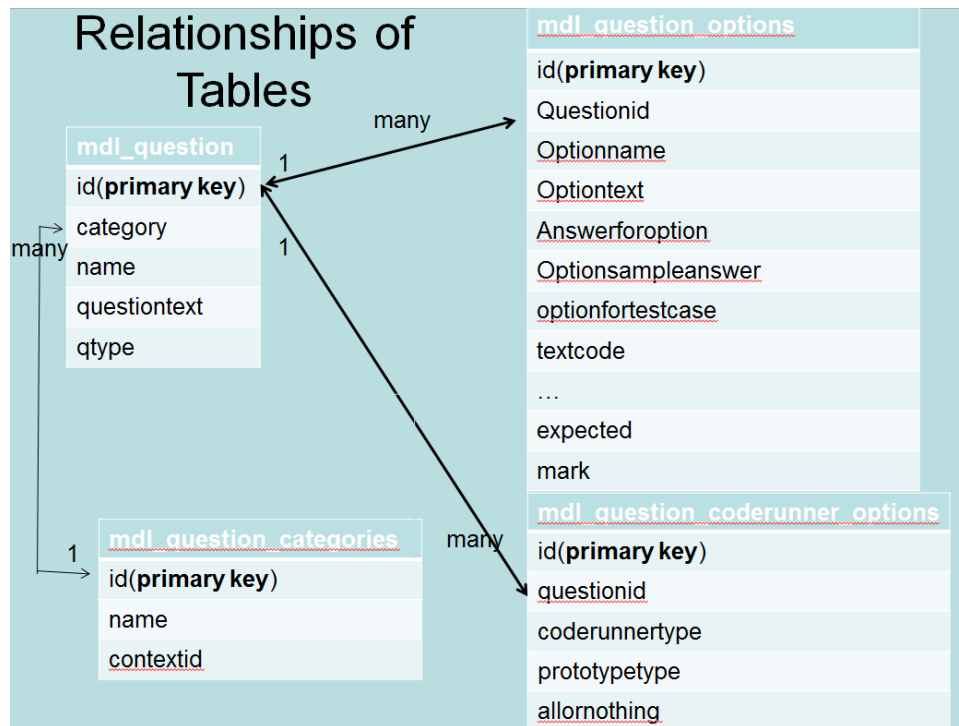 Relationships of
Tables
mdl_question
id(primary key)
category
name
questiontext
qtype
many
1
1
many
many
1
mdl_question_categories
id(primary key)
name
contextid
mdl_question_options
id(primary key)
Questionid
Optionname
Optiontext
Answerforoption
Optionsampleanswer
optionfortestcase
textcode
…
expected
mark
mdl_question_coderunner_options
id(primary key)
questionid
coderunnertype
prototypetype
allornothing